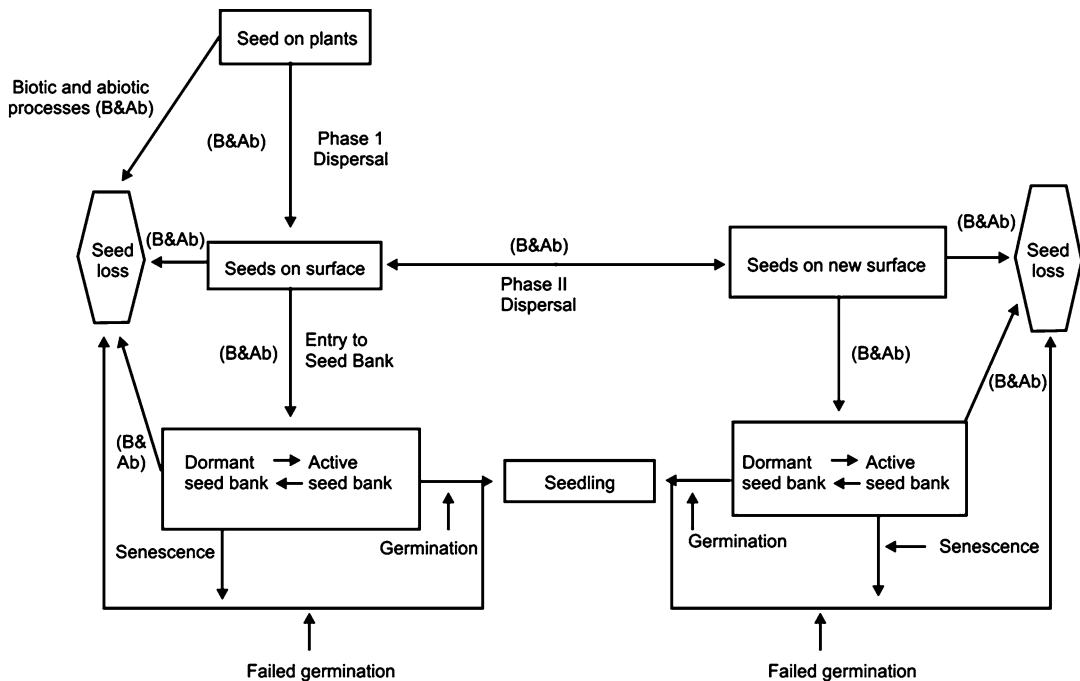 Seed on plants
Biotic and abiotic
processes (B&Ab)
(B&Ab)
Phase 1
Dispersal
Seed
loss
(B&Ab)
Seeds on surface
(B&Ab)
Phase II
Dispersal
Seeds on new surface
(B&Ab)
Seed
loss
(B&Ab)
Entry to
Seed Bank
(B&Ab)
(B&Ab)
(B&
Ab)
Dormant
seed bank
Active
seed bank
Seedling
Dormant
seed bank
Active
seed bank
Senescence
Germination
Germination
Senescence
Failed germination
Failed germination